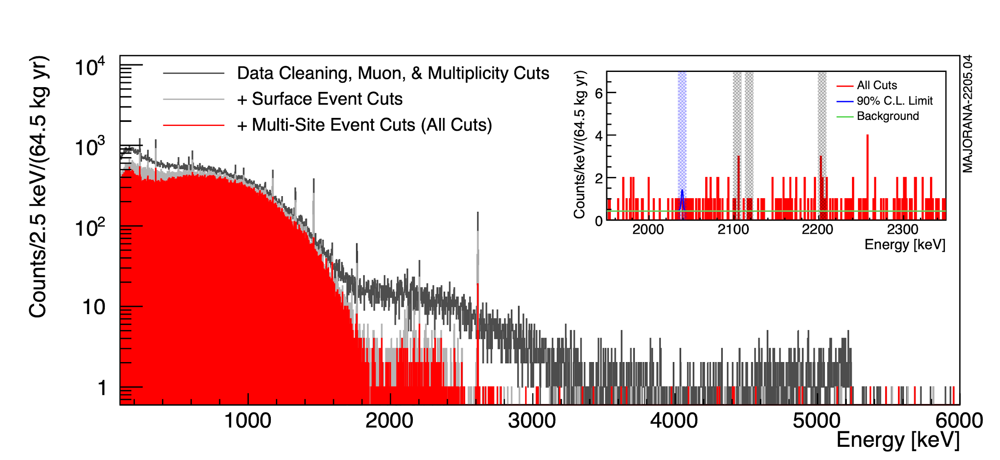 Counts/2.5 keV/(64.5 kg yr)
10^4
10^3
10^2
10
1
Data Cleaning, Muon, & Multiplicity Cuts
+ Surface Event Cuts
+ Multi-Site Event Cuts (All Cuts)
Counts/keV/(64.5 kg yr)
6
4
2
0
All Cuts
90% C.L. Limit
Background
2000 2100 2200 2300
Energy [keV]
MAJORANA-2205.04
1000 2000 3000 4000 5000 6000
Energy [keV]